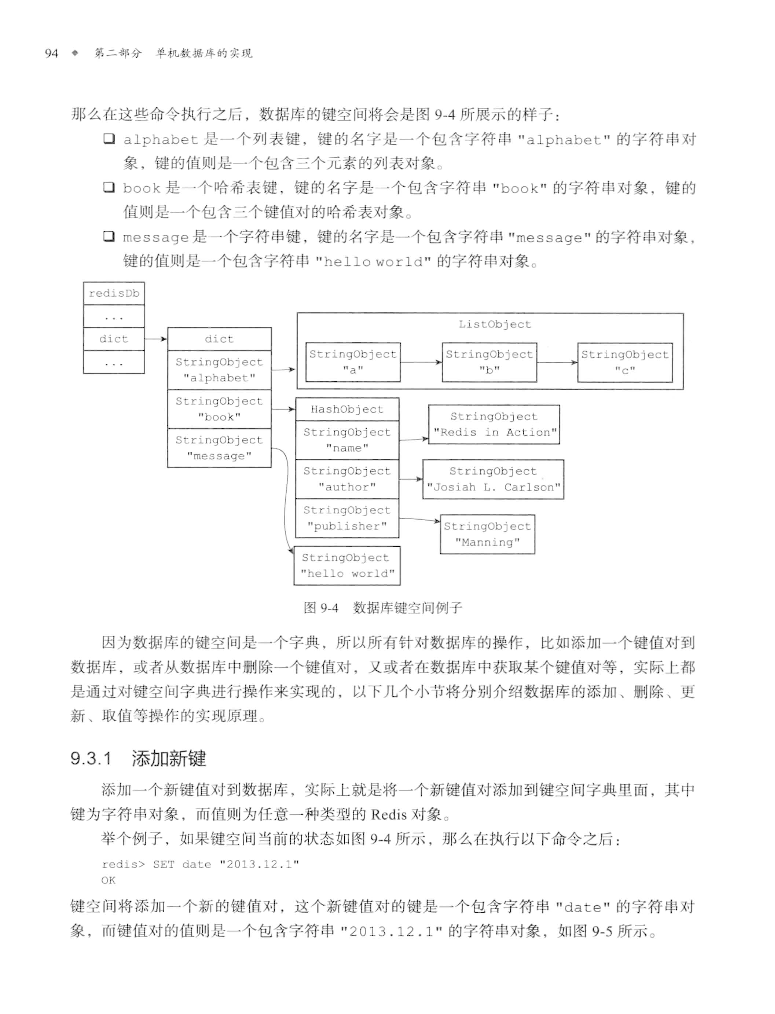 94 ● 第二部分 单机数据库的实现
那么在这些命令执行之后，数据库的键空间将会是图 9-4 所展示的样子：
❑ alphabet 是一个列表键，键的名字是一个包含字符串 "alphabet" 的字符串对
象，键的值则是一个包含三个元素的列表对象。
❑ book 是一个哈希表键，键的名字是一个包含字符串 "book" 的字符串对象，键的
值则是一个包含三个键值对的哈希表对象。
❑ message 是一个字符串键，键的名字是一个包含字符串 "message" 的字符串对象，
键的值则是一个包含字符串 "hello world" 的字符串对象。
redisDb
...
dict
...
dict
StringObject
"alphabet"
StringObject
"book"
StringObject
"message"
ListObject
StringObject
"a"
StringObject
"b"
StringObject
"c"
HashObject
StringObject
"name"
StringObject
"author"
StringObject
"publisher"
StringObject
"Redis in Action"
StringObject
"Josiah L. Carlson"
StringObject
"Manning"
StringObject
"hello world"
图 9-4 数据库键空间例子
因为数据库的键空间是一个字典，所以所有针对数据库的操作，比如添加一个键值对到
数据库，或者从数据库中删除一个键值对，又或者在数据库中获取某个键值对等，实际上都
是通过对键空间字典进行操作来实现的，以下几个小节将分别介绍数据库的添加、删除、更
新、取值等操作的实现原理。
9.3.1 添加新键
添加一个新键值对到数据库，实际上就是将一个新键值对添加到键空间字典里面，其中
键为字符串对象，而值则为任意一种类型的 Redis 对象。
举个例子，如果键空间当前的状态如图 9-4 所示，那么在执行以下命令之后：
redis> SET date "2013.12.1"
OK
键空间将添加一个新的键值对，这个新键值对的键是一个包含字符串 "date" 的字符串对
象，而键值对的值则是一个包含字符串 "2013.12.1" 的字符串对象，如图 9-5 所示。